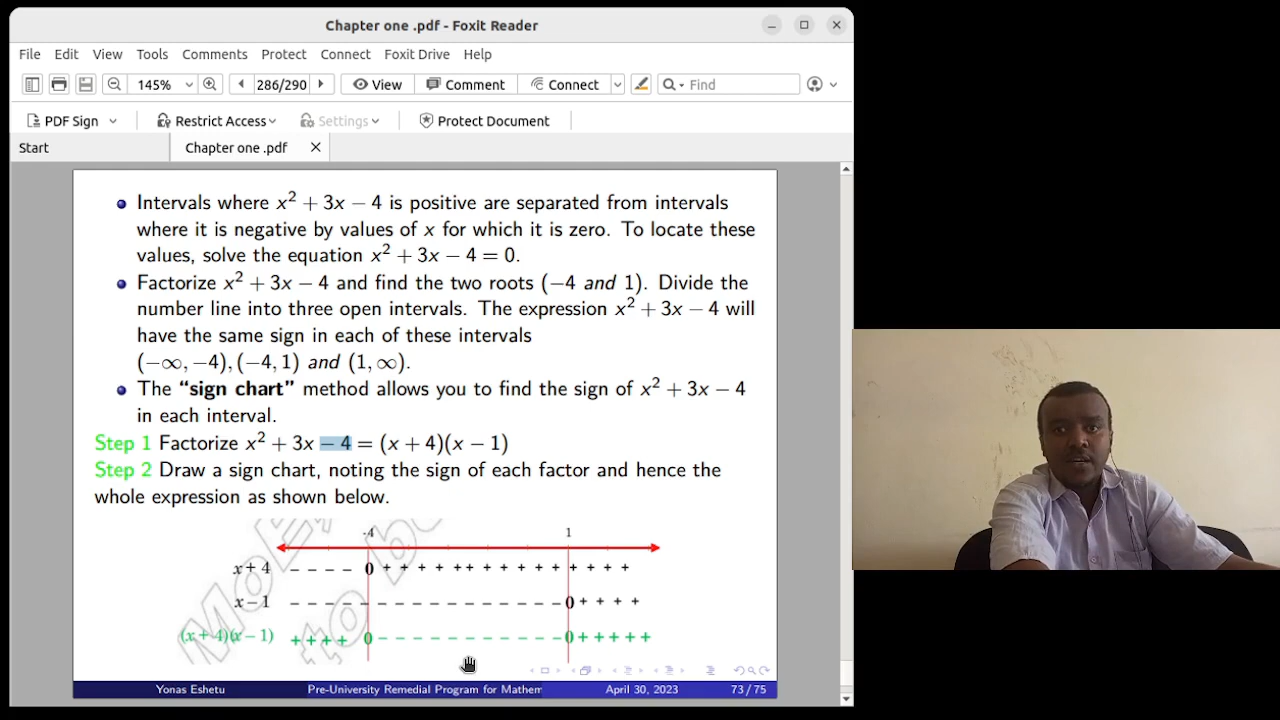 Chapter one .pdf - Foxit Reader
File Edit View Tools Comments Protect Connect Foxit Drive Help
145% 286/290 View Comment Connect Find
PDF Sign Restrict Access Settings Protect Document
Start Chapter one .pdf
Intervals where x² + 3x − 4 is positive are separated from intervals
where it is negative by values of x for which it is zero. To locate these
values, solve the equation x² + 3x − 4 = 0.
Factorize x² + 3x − 4 and find the two roots (−4 and 1). Divide the
number line into three open intervals. The expression x² + 3x − 4 will
have the same sign in each of these intervals
(−∞, −4), (−4, 1) and (1, ∞).
The “sign chart” method allows you to find the sign of x² + 3x − 4
in each interval.
Step 1 Factorize x² + 3x − 4 = (x + 4)(x − 1)
Step 2 Draw a sign chart, noting the sign of each factor and hence the
whole expression as shown below.
-4 1
x + 4 − − − − 0 + + + + + + + + + + + + + +
x − 1 − − − − − − − − − − − − − − − 0 + + + +
(x + 4)(x − 1) + + + + 0 − − − − − − − − − − − 0 + + + + +
Yonas Eshetu Pre-University Remedial Program for Mathem April 30, 2023 73 / 75